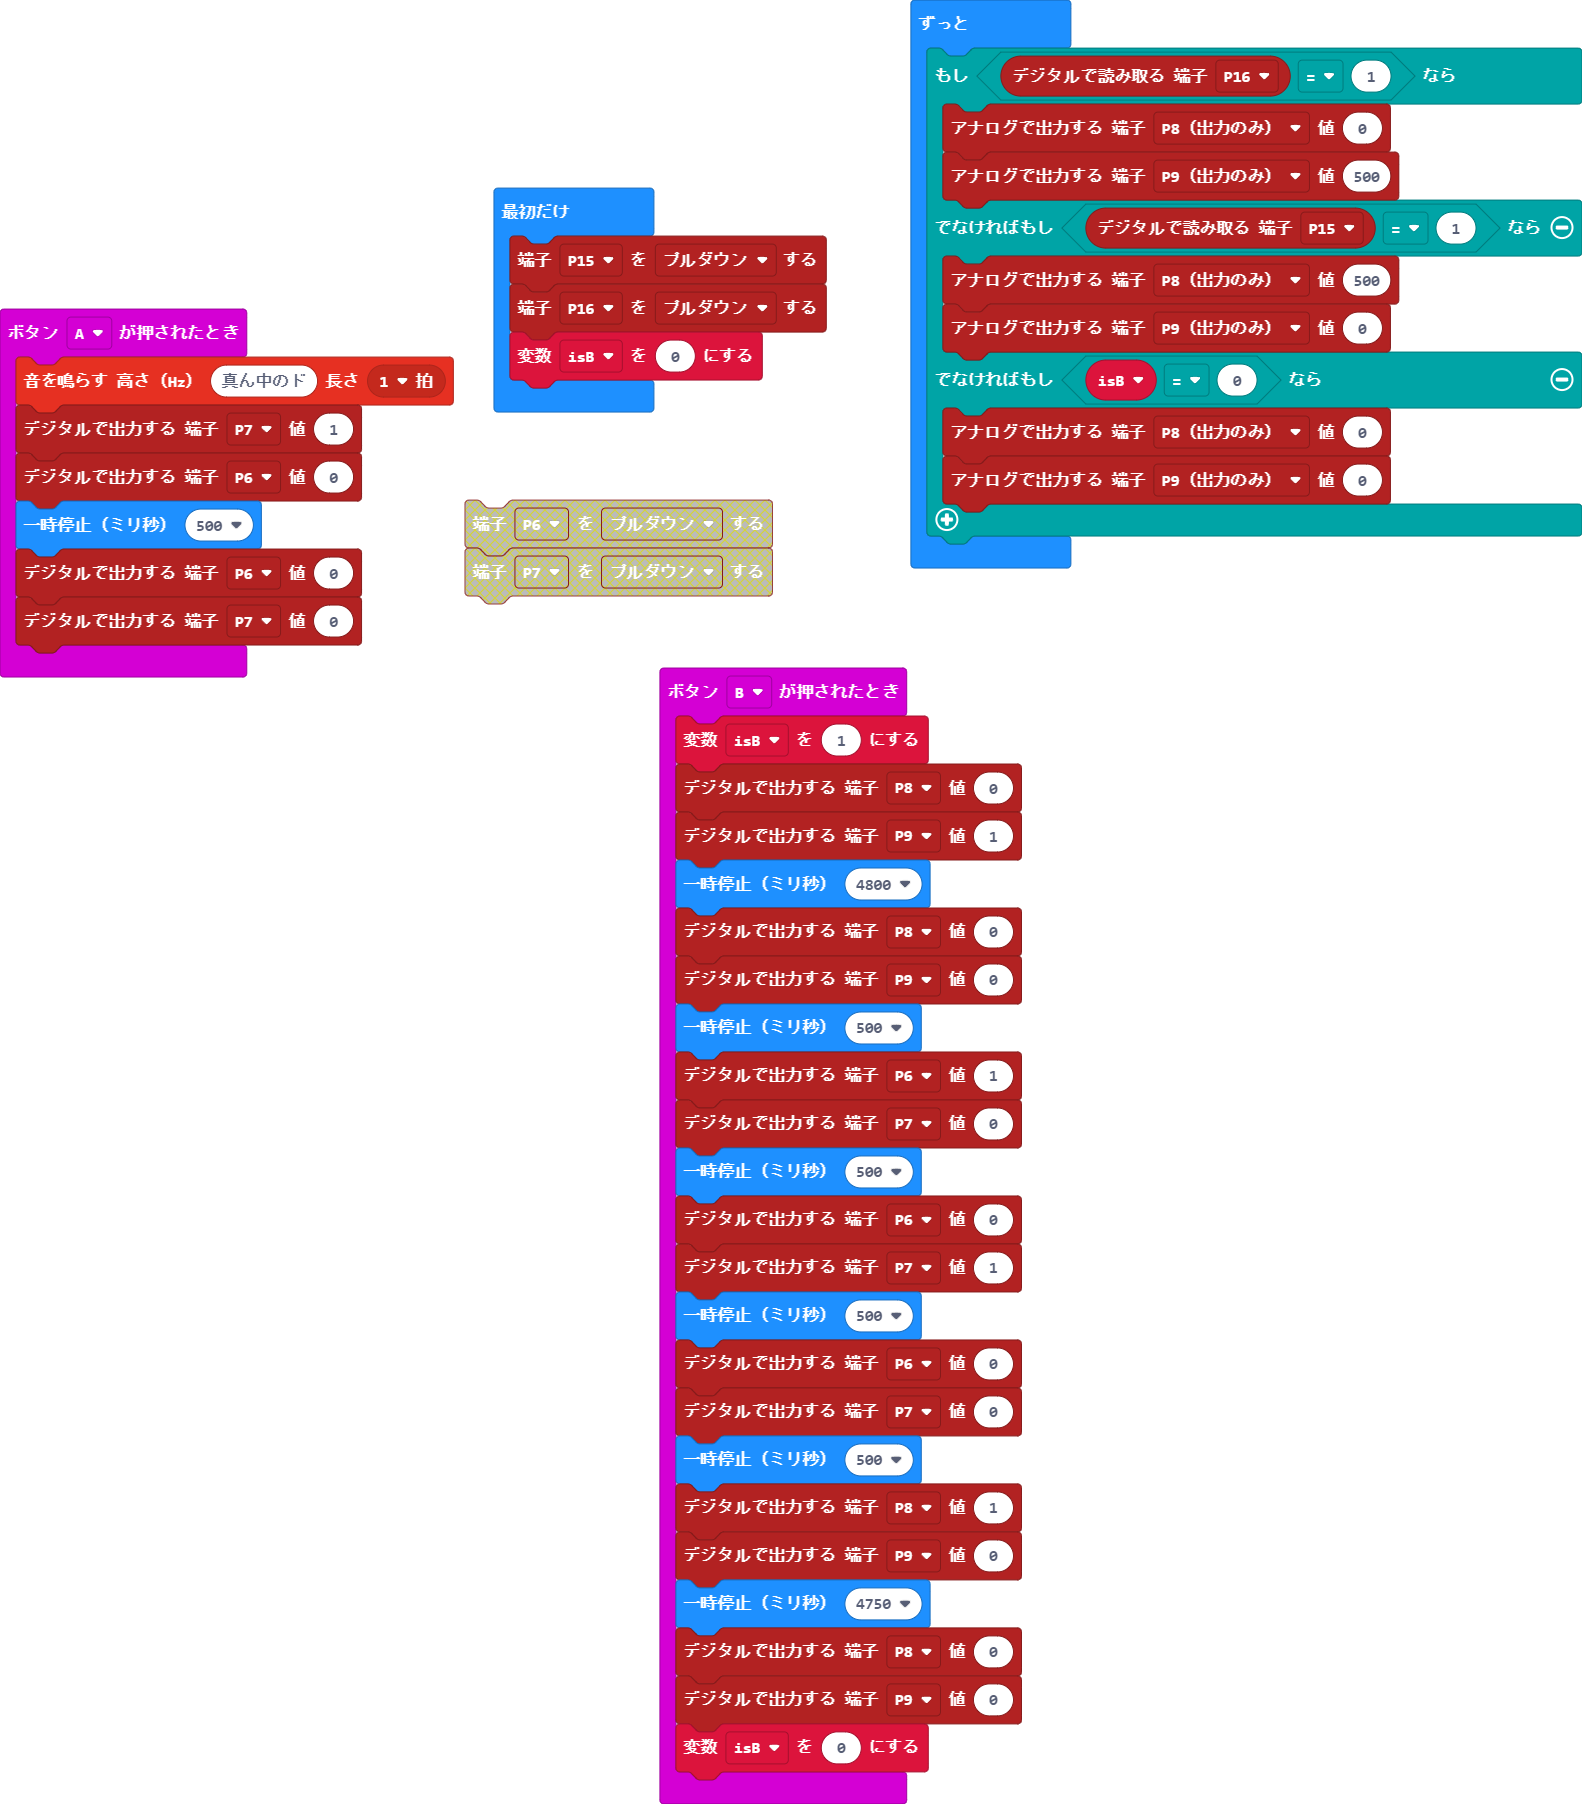 ボタン A が押されたとき
音を鳴らす 高さ（Hz） 真ん中のド 長さ 1 拍
デジタルで出力する 端子 P7 値 1
デジタルで出力する 端子 P6 値 0
一時停止（ミリ秒） 500
デジタルで出力する 端子 P6 値 0
デジタルで出力する 端子 P7 値 0
最初だけ
端子 P15 を プルダウン する
端子 P16 を プルダウン する
変数 isB を 0 にする
端子 P6 を プルダウン する
端子 P7 を プルダウン する
ずっと
もし デジタルで読み取る 端子 P16 = 1 なら
アナログで出力する 端子 P8（出力のみ） 値 0
アナログで出力する 端子 P9（出力のみ） 値 500
でなければもし デジタルで読み取る 端子 P15 = 1 なら
アナログで出力する 端子 P8（出力のみ） 値 500
アナログで出力する 端子 P9（出力のみ） 値 0
でなければもし isB = 0 なら
アナログで出力する 端子 P8（出力のみ） 値 0
アナログで出力する 端子 P9（出力のみ） 値 0
ボタン B が押されたとき
変数 isB を 1 にする
デジタルで出力する 端子 P8 値 0
デジタルで出力する 端子 P9 値 1
一時停止（ミリ秒） 4800
デジタルで出力する 端子 P8 値 0
デジタルで出力する 端子 P9 値 0
一時停止（ミリ秒） 500
デジタルで出力する 端子 P6 値 1
デジタルで出力する 端子 P7 値 0
一時停止（ミリ秒） 500
デジタルで出力する 端子 P6 値 0
デジタルで出力する 端子 P7 値 1
一時停止（ミリ秒） 500
デジタルで出力する 端子 P6 値 0
デジタルで出力する 端子 P7 値 0
一時停止（ミリ秒） 500
デジタルで出力する 端子 P8 値 1
デジタルで出力する 端子 P9 値 0
一時停止（ミリ秒） 4750
デジタルで出力する 端子 P8 値 0
デジタルで出力する 端子 P9 値 0
変数 isB を 0 にする